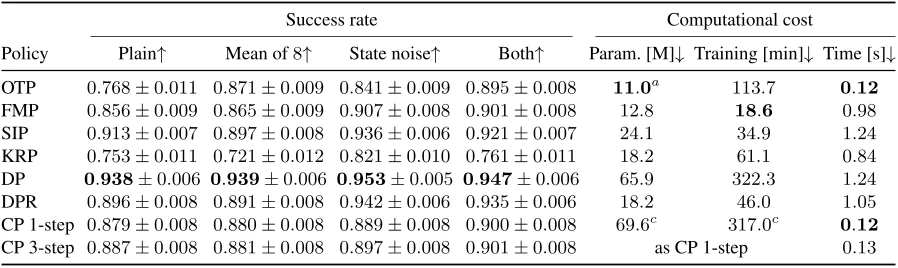 Success rate Computational cost
Policy Plain↑ Mean of 8↑ State noise↑ Both↑ Param. [M]↓ Training [min]↓ Time [s]↓
OTP 0.768 ± 0.011 0.871 ± 0.009 0.841 ± 0.009 0.895 ± 0.008 11.0ᵃ 113.7 0.12
FMP 0.856 ± 0.009 0.865 ± 0.009 0.907 ± 0.008 0.901 ± 0.008 12.8 18.6 0.98
SIP 0.913 ± 0.007 0.897 ± 0.008 0.936 ± 0.006 0.921 ± 0.007 24.1 34.9 1.24
KRP 0.753 ± 0.011 0.721 ± 0.012 0.821 ± 0.010 0.761 ± 0.011 18.2 61.1 0.84
DP 0.938 ± 0.006 0.939 ± 0.006 0.953 ± 0.005 0.947 ± 0.006 65.9 322.3 1.24
DPR 0.896 ± 0.008 0.891 ± 0.008 0.942 ± 0.006 0.935 ± 0.006 18.2 46.0 1.05
CP 1-step 0.879 ± 0.008 0.880 ± 0.008 0.889 ± 0.008 0.900 ± 0.008 69.6ᶜ 317.0ᶜ 0.12
CP 3-step 0.887 ± 0.008 0.881 ± 0.008 0.897 ± 0.008 0.901 ± 0.008 as CP 1-step 0.13